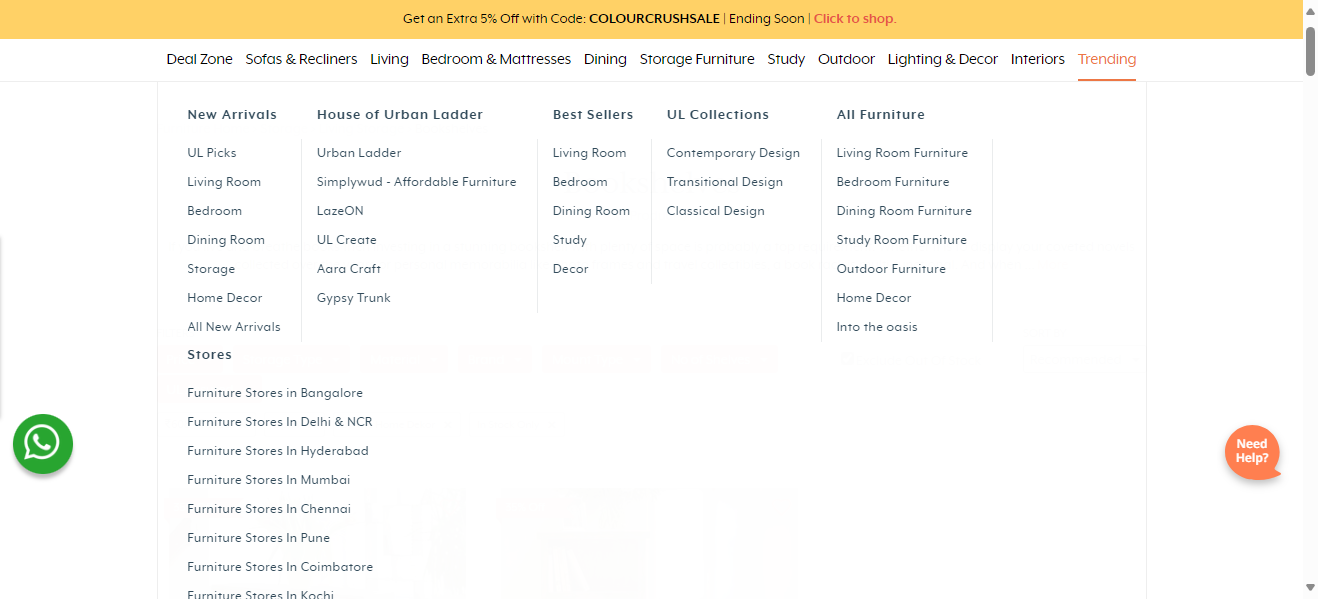 Get an Extra 5% Off with Code: COLOURCRUSHSALE | Ending Soon | Click to shop.
Deal Zone Sofas & Recliners Living Bedroom & Mattresses Dining Storage Furniture Study Outdoor Lighting & Decor Interiors Trending
New Arrivals
UL Picks
Living Room
Bedroom
Dining Room
Storage
Home Decor
All New Arrivals
House of Urban Ladder
Urban Ladder
Simplywud - Affordable Furniture
LazeON
UL Create
Aara Craft
Gypsy Trunk
Best Sellers
Living Room
Bedroom
Dining Room
Study
Decor
UL Collections
Contemporary Design
Transitional Design
Classical Design
All Furniture
Living Room Furniture
Bedroom Furniture
Dining Room Furniture
Study Room Furniture
Outdoor Furniture
Home Decor
Into the oasis
Stores
Furniture Stores in Bangalore
Furniture Stores In Delhi & NCR
Furniture Stores In Hyderabad
Furniture Stores In Mumbai
Furniture Stores In Chennai
Furniture Stores In Pune
Furniture Stores In Coimbatore
Furniture Stores In Kochi
Need
Help?